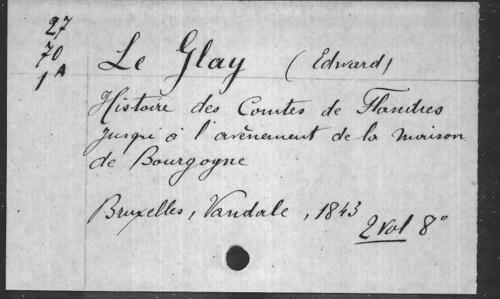 27
70
1A
Le Glay (Edward)
Histoire des Comtes de Flandres
jusqu'à l'avènement de la maison
de Bourgogne
Bruxelles, Vandale, 1843
2 vol 8°